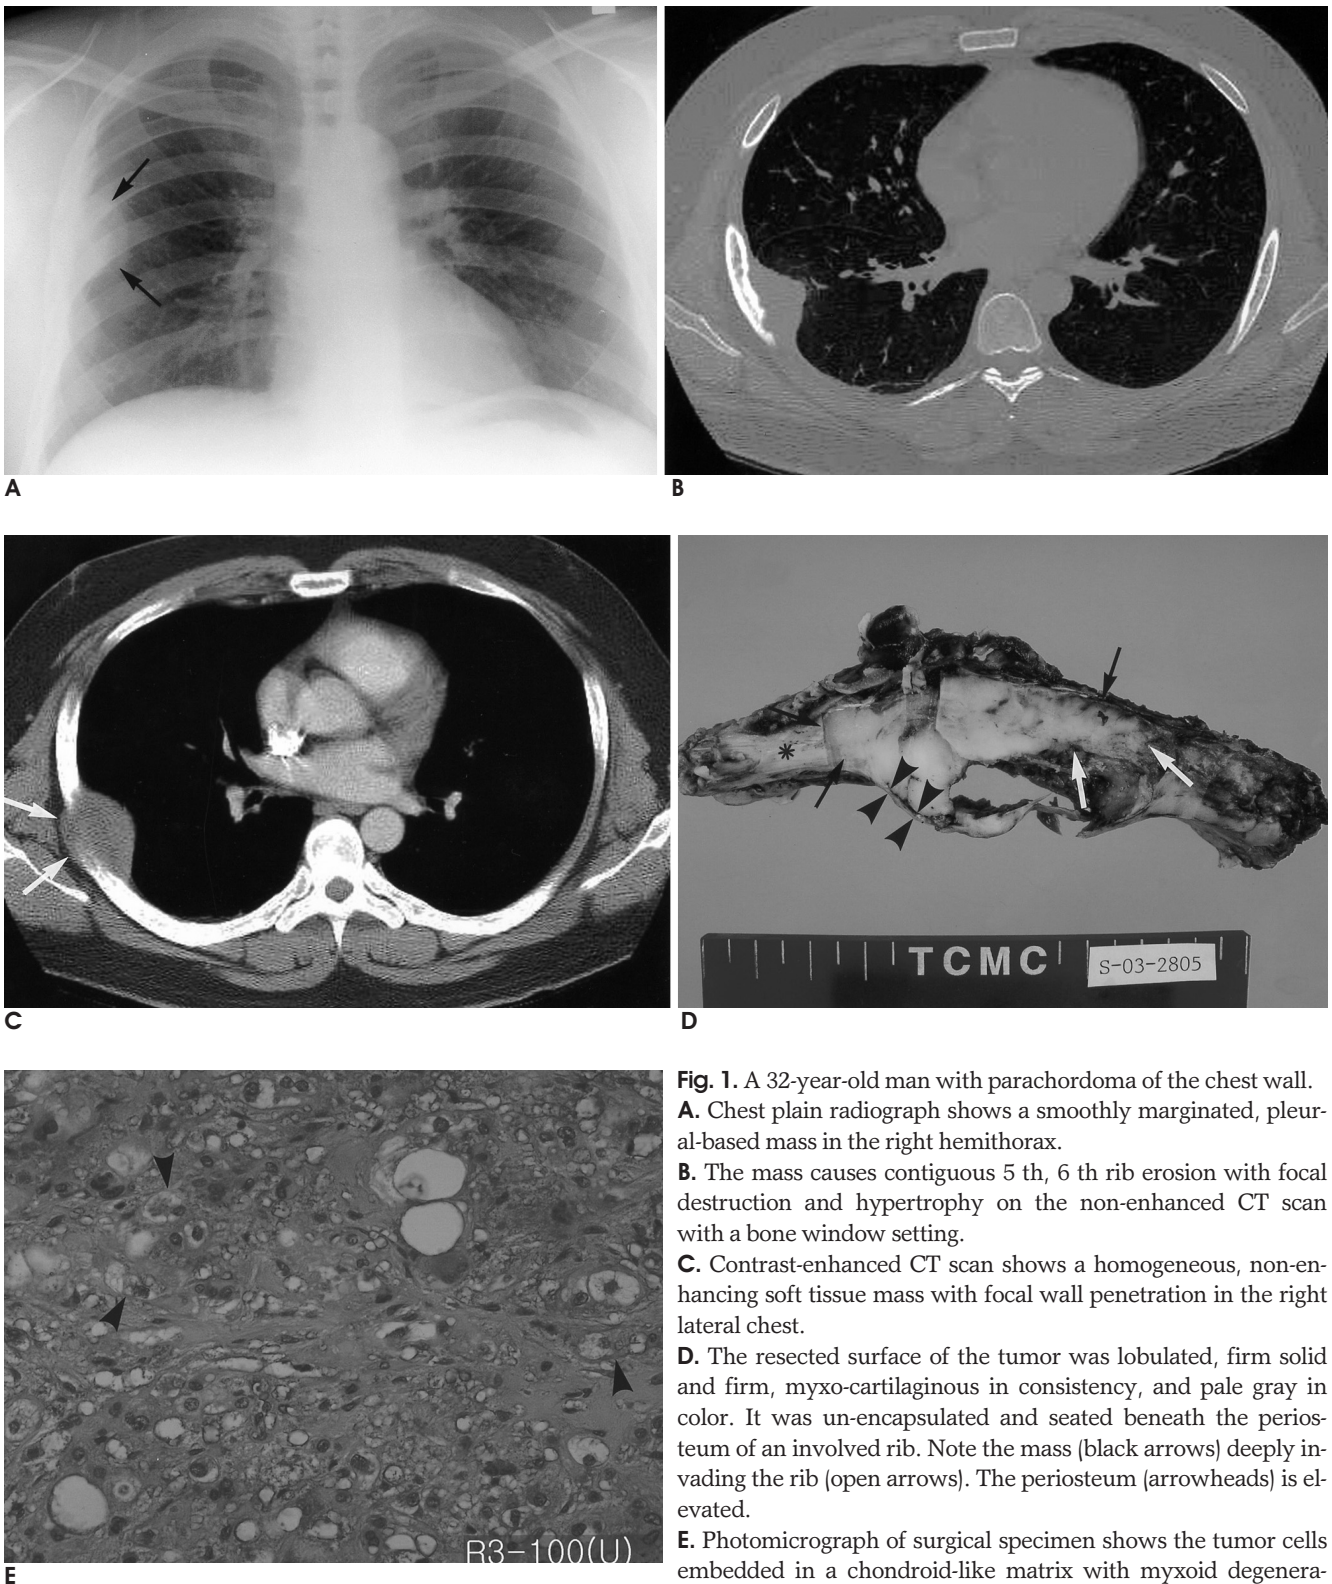 A
B
C
TCMC
S-03-2805
D
R3-100(U)
E
Fig. 1. A 32-year-old man with parachordoma of the chest wall.
A. Chest plain radiograph shows a smoothly marginated, pleur-
al-based mass in the right hemithorax.
B. The mass causes contiguous 5 th, 6 th rib erosion with focal
destruction and hypertrophy on the non-enhanced CT scan
with a bone window setting.
C. Contrast-enhanced CT scan shows a homogeneous, non-en-
hancing soft tissue mass with focal wall penetration in the right
lateral chest.
D. The resected surface of the tumor was lobulated, firm solid
and firm, myxo-cartilaginous in consistency, and pale gray in
color. It was un-encapsulated and seated beneath the perios-
teum of an involved rib. Note the mass (black arrows) deeply in-
vading the rib (open arrows). The periosteum (arrowheads) is el-
evated.
E. Photomicrograph of surgical specimen shows the tumor cells
embedded in a chondroid-like matrix with myxoid degenera-